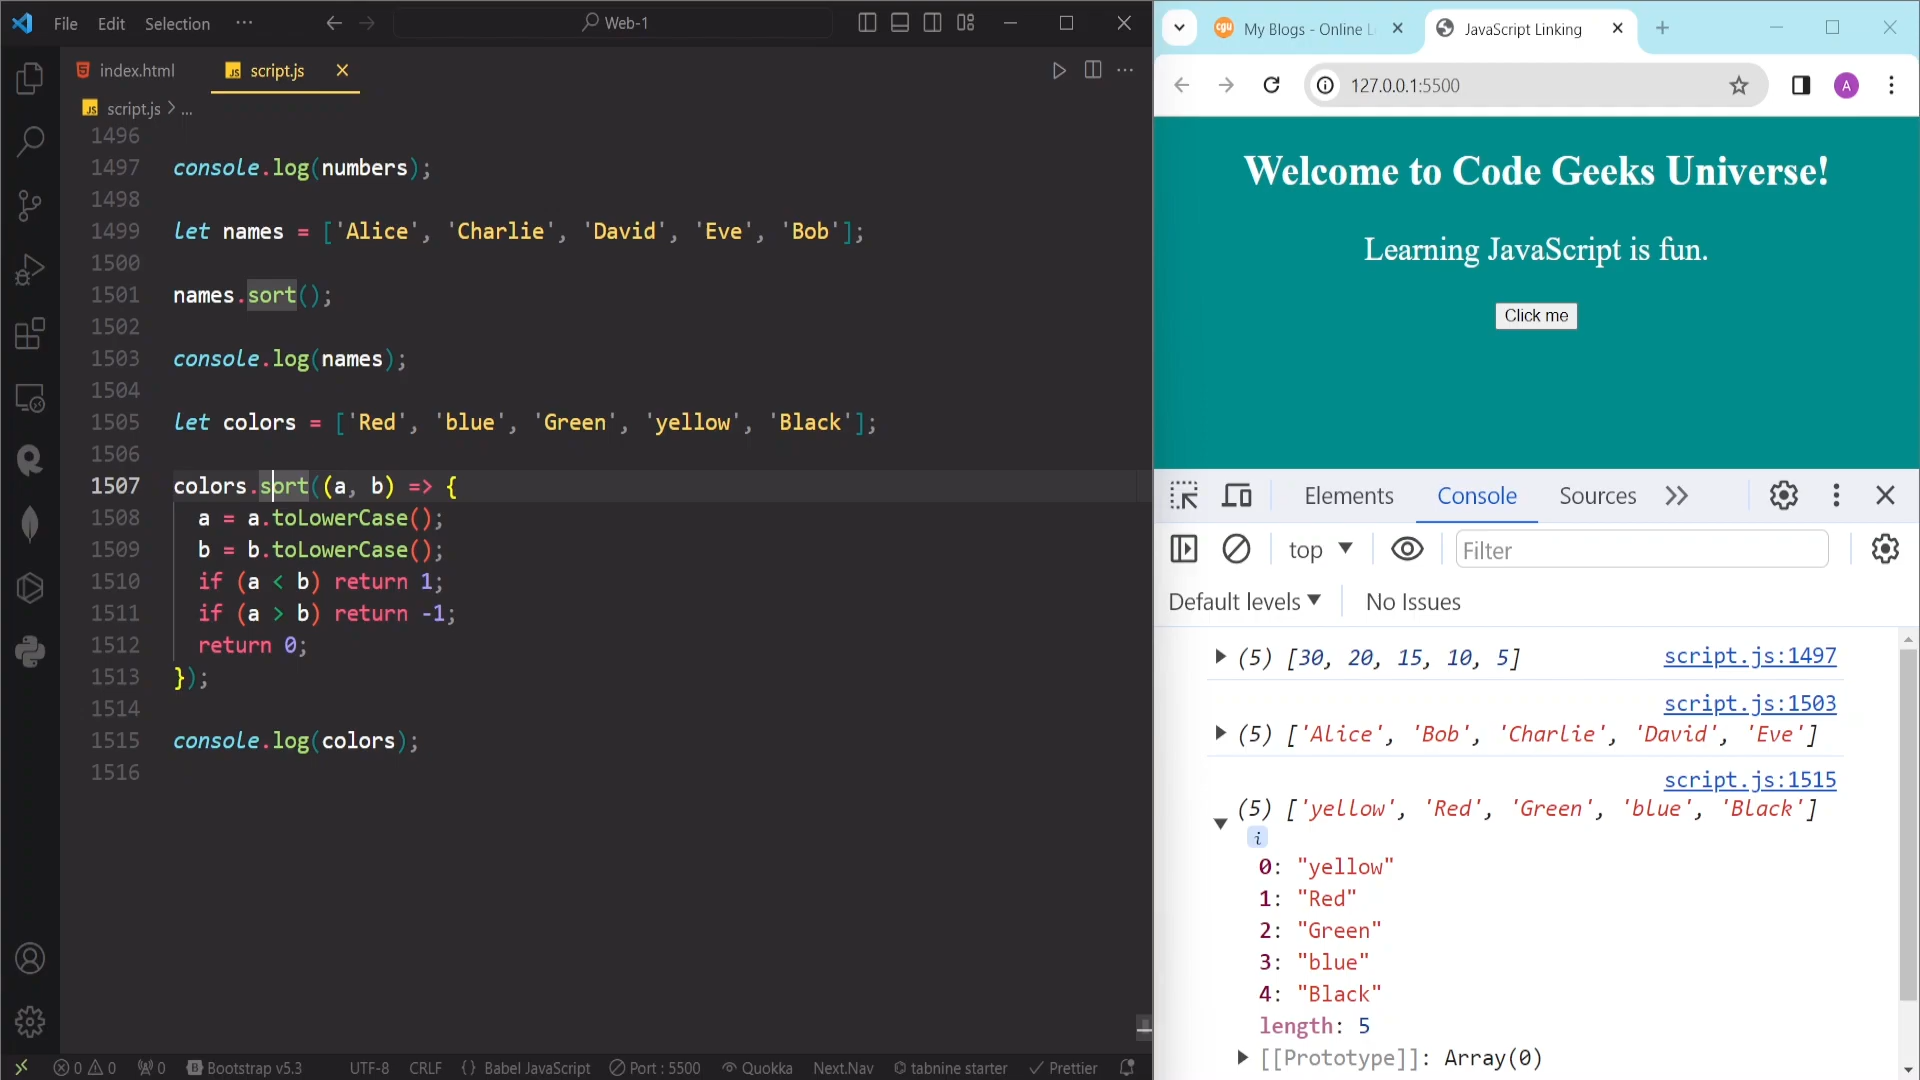 File Edit Selection ··· Web-1
index.html script.js
script.js > ...
1496
1497 console.log(numbers);
1498
1499 let names = ['Alice', 'Charlie', 'David', 'Eve', 'Bob'];
1500
1501 names.sort();
1502
1503 console.log(names);
1504
1505 let colors = ['Red', 'blue', 'Green', 'yellow', 'Black'];
1506
1507 colors.sort((a, b) => {
1508 a = a.toLowerCase();
1509 b = b.toLowerCase();
1510 if (a < b) return 1;
1511 if (a > b) return -1;
1512 return 0;
1513 });
1514
1515 console.log(colors);
1516
0 0 0 Bootstrap v5.3 UTF-8 CRLF {} Babel JavaScript Port : 5500 Quokka Next.Nav tabnine starter Prettier
cgu My Blogs - Online L JavaScript Linking
127.0.0.1:5500 A
Welcome to Code Geeks Universe!
Learning JavaScript is fun.
Click me
Elements Console Sources
top Filter
Default levels No Issues
(5) [30, 20, 15, 10, 5] script.js:1497
script.js:1503
(5) ['Alice', 'Bob', 'Charlie', 'David', 'Eve']
script.js:1515
(5) ['yellow', 'Red', 'Green', 'blue', 'Black']
i
0: "yellow"
1: "Red"
2: "Green"
3: "blue"
4: "Black"
length: 5
[[Prototype]]: Array(0)